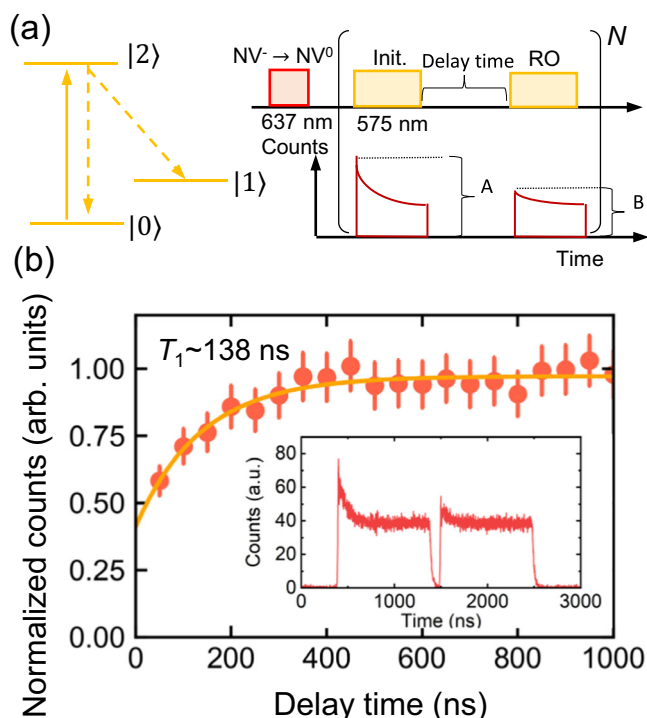 (a)
|2⟩
|1⟩
|0⟩
NV⁻ → NV⁰
Init.
Delay time
RO
N
637 nm
575 nm
Counts
A
B
Time
(b)
Normalized counts (arb. units)
1.00
0.75
0.50
0.25
0.00
T₁~138 ns
Counts (a.u.)
80
60
40
20
0
0
1000
2000
3000
Time (ns)
0
200
400
600
800
1000
Delay time (ns)